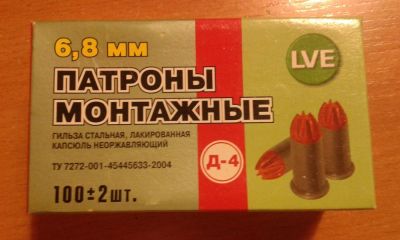 6,8 мм
LVE
ПАТРОНЫ
МОНТАЖНЫЕ
ГИЛЬЗА СТАЛЬНАЯ, ЛАКИРОВАННАЯ
КАПСЮЛЬ НЕОРЖАВЛЯЮЩИЙ
Д-4
ТУ 7272-001-45445633-2004
100±2шт.